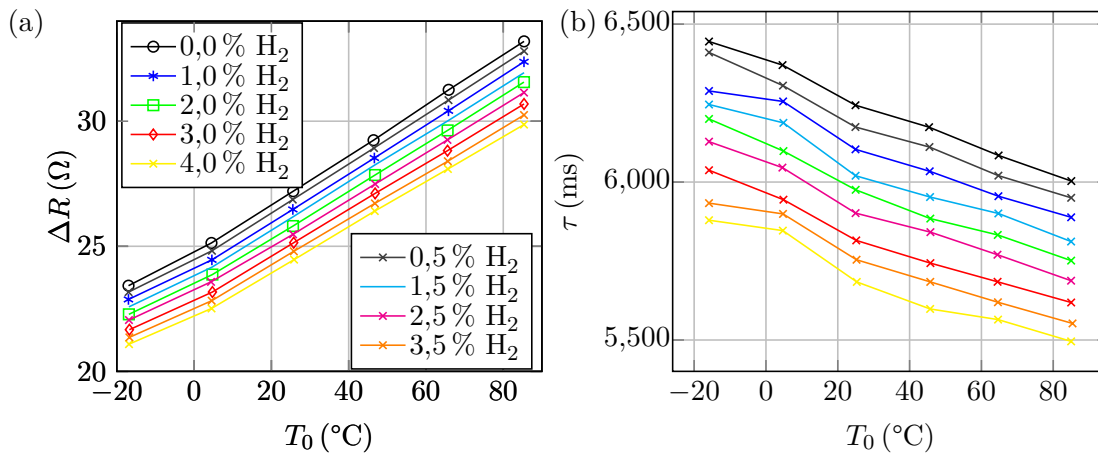 (a)
ΔR (Ω)
30
25
20
0,0 % H₂
1,0 % H₂
2,0 % H₂
3,0 % H₂
4,0 % H₂
0,5 % H₂
1,5 % H₂
2,5 % H₂
3,5 % H₂
−20 0 20 40 60 80
T₀ (°C)
(b)
τ (ms)
6,500
6,000
5,500
−20 0 20 40 60 80
T₀ (°C)